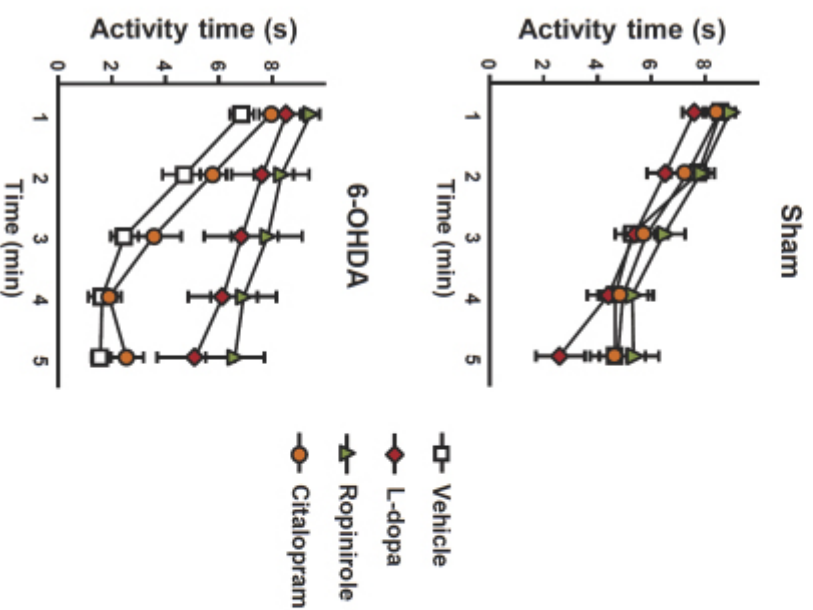 Sham
Activity time (s)
0 2 4 6 8
1 2 3 4 5
Time (min)
6-OHDA
Activity time (s)
0 2 4 6 8
1 2 3 4 5
Time (min)
Vehicle
L-dopa
Ropinirole
Citalopram